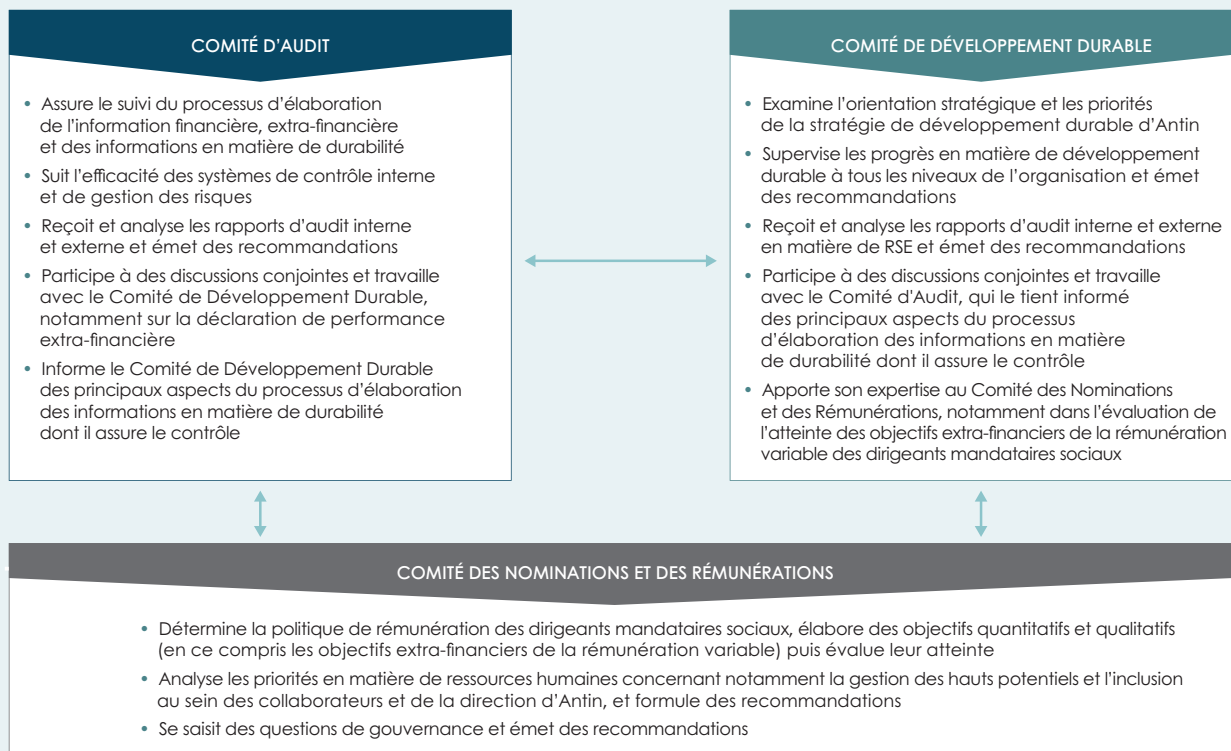 COMITÉ D'AUDIT
• Assure le suivi du processus d'élaboration
de l'information financière, extra-financière
et des informations en matière de durabilité
• Suit l'efficacité des systèmes de contrôle interne
et de gestion des risques
• Reçoit et analyse les rapports d'audit interne
et externe et émet des recommandations
• Participe à des discussions conjointes et travaille
avec le Comité de Développement Durable,
notamment sur la déclaration de performance
extra-financière
• Informe le Comité de Développement Durable
des principaux aspects du processus d'élaboration
des informations en matière de durabilité
dont il assure le contrôle
COMITÉ DE DÉVELOPPEMENT DURABLE
• Examine l'orientation stratégique et les priorités
de la stratégie de développement durable d'Antin
• Supervise les progrès en matière de développement
durable à tous les niveaux de l'organisation et émet
des recommandations
• Reçoit et analyse les rapports d'audit interne et externe
en matière de RSE et émet des recommandations
• Participe à des discussions conjointes et travaille
avec le Comité d'Audit, qui le tient informé
des principaux aspects du processus
d'élaboration des informations en matière
de durabilité dont il assure le contrôle
• Apporte son expertise au Comité des Nominations
et des Rémunérations, notamment dans l'évaluation de
l'atteinte des objectifs extra-financiers de la rémunération
variable des dirigeants mandataires sociaux
COMITÉ DES NOMINATIONS ET DES RÉMUNÉRATIONS
• Détermine la politique de rémunération des dirigeants mandataires sociaux, élabore des objectifs quantitatifs et qualitatifs
(en ce compris les objectifs extra-financiers de la rémunération variable) puis évalue leur atteinte
• Analyse les priorités en matière de ressources humaines concernant notamment la gestion des hauts potentiels et l'inclusion
au sein des collaborateurs et de la direction d'Antin, et formule des recommandations
• Se saisit des questions de gouvernance et émet des recommandations